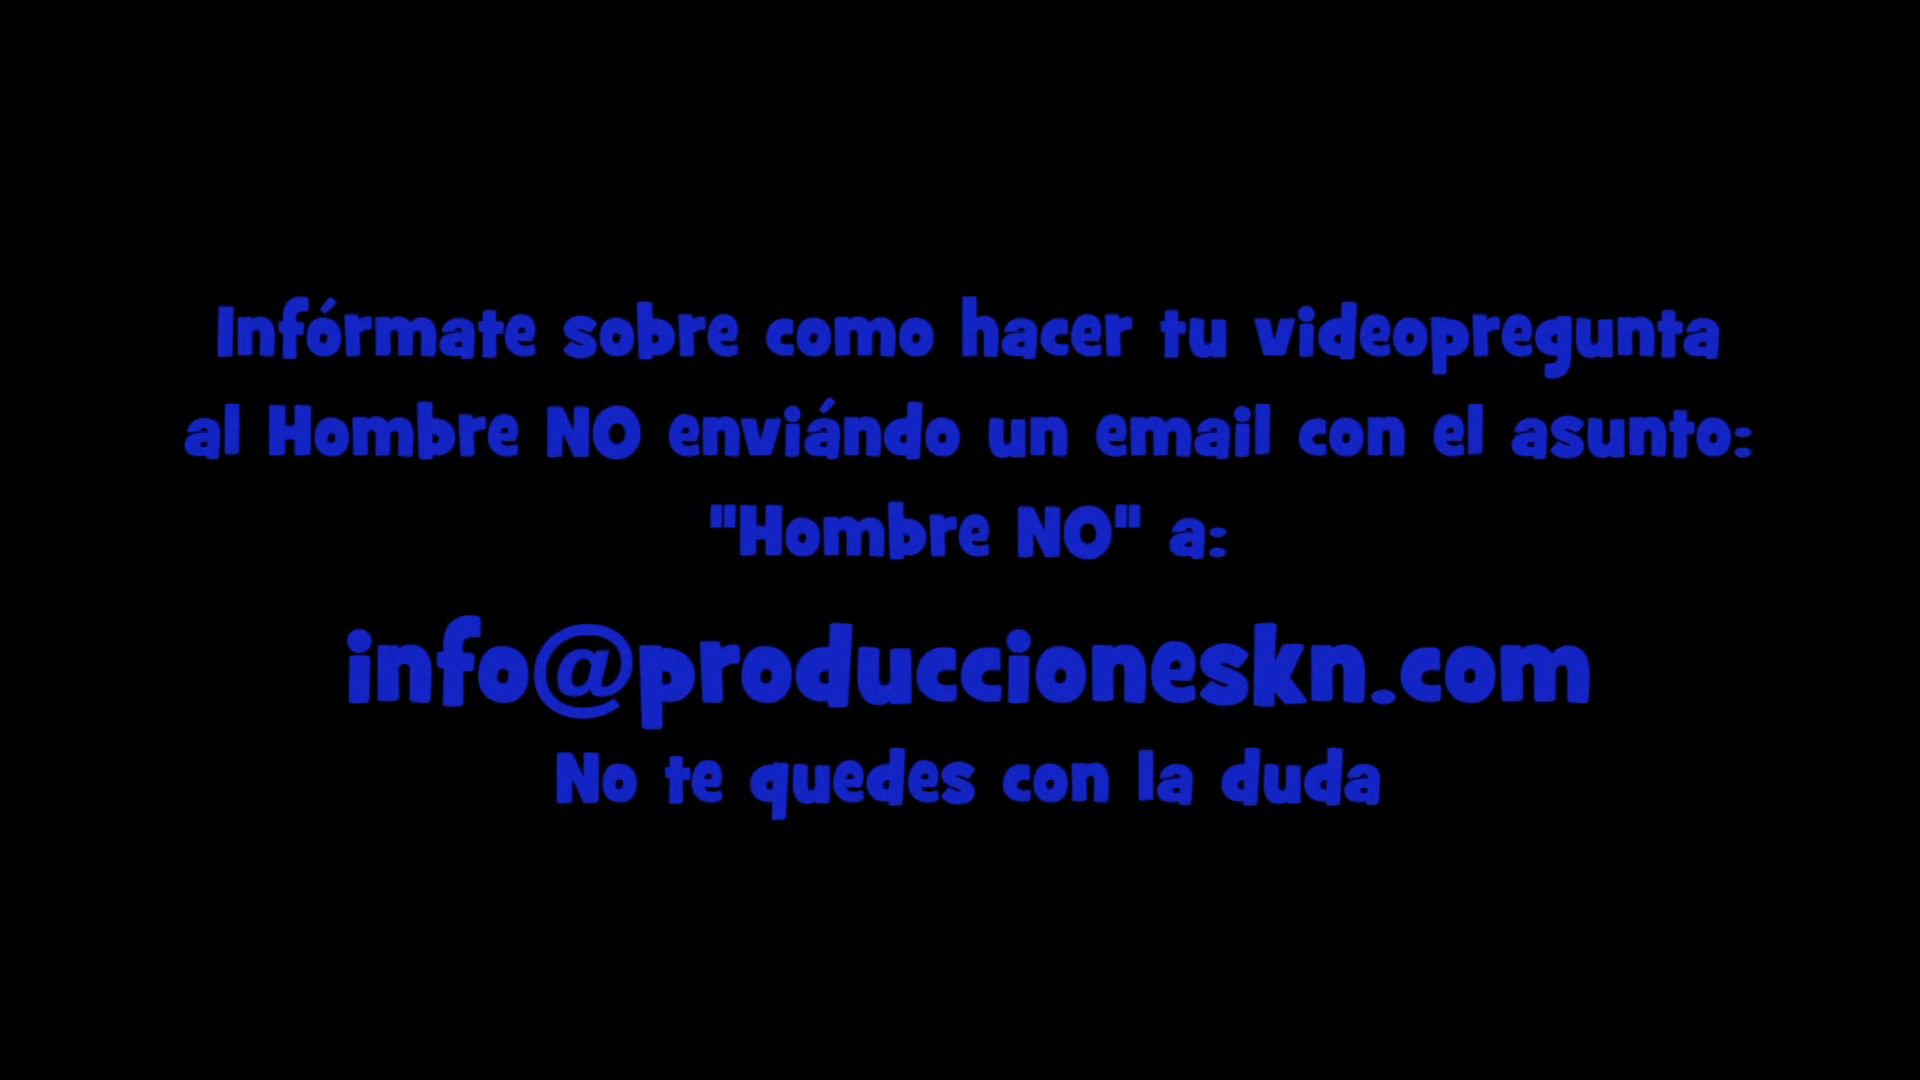 Infórmate sobre como hacer tu videopregunta
al Hombre NO enviándo un email con el asunto:
"Hombre NO" a:
info@produccioneskn.com
No te quedes con la duda